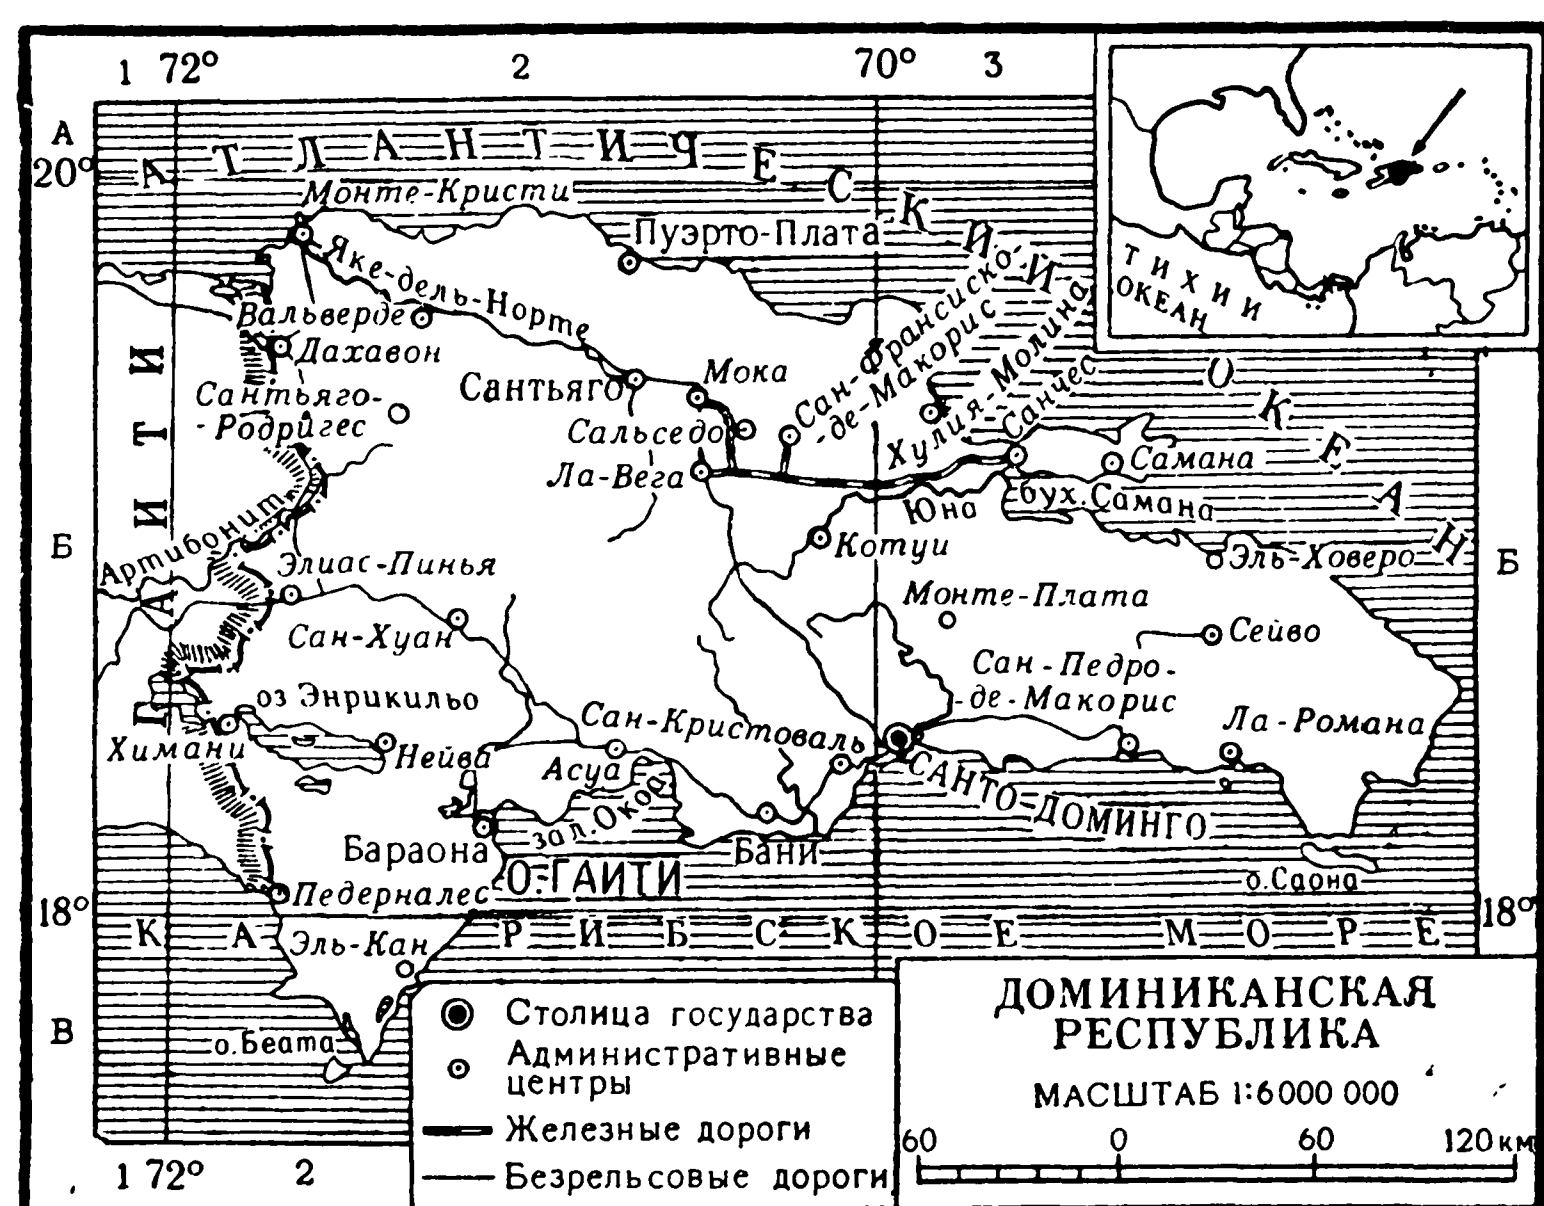 1 72° 2 70° 3
А
20°
АТЛАНТИЧЕСКИЙ
ОКЕАН
Монте-Кристи
Пуэрто-Плата
Яке-дель-Норте
Вальверде
Дахавон
Сантьяго-
-Родригес
Сантьяго
Мока
Сальседо
Сан-Франсиско-
-де-Макорис
Хулия-Молина
Санчес
Ла-Вега
Самана
бух. Самана
Юна
ГАИТИ
Артибонит
Б
Б
Элиас-Пинья
Котуи
Эль-Ховеро
Монте-Плата
Сан-Хуан
Сейво
Сан-Педро-
-де-Макорис
оз Энрикильо
Сан-Кристоваль
Ла-Романа
Химани
Нейва
Асуа
САНТО-ДОМИНГО
зал. Окоа
Бараона
Бани
О. ГАИТИ
Педерналес
о. Саона
18°
18°
КАРИБСКОЕ МОРЕ
Эль-Кан
В
о. Беата
1 72° 2
ТИХИИ
ОКЕАН
Столица государства
Административные
центры
Железные дороги
Безрельсовые дороги
ДОМИНИКАНСКАЯ
РЕСПУБЛИКА
МАСШТАБ 1:6000 000
60 0 60 120 км